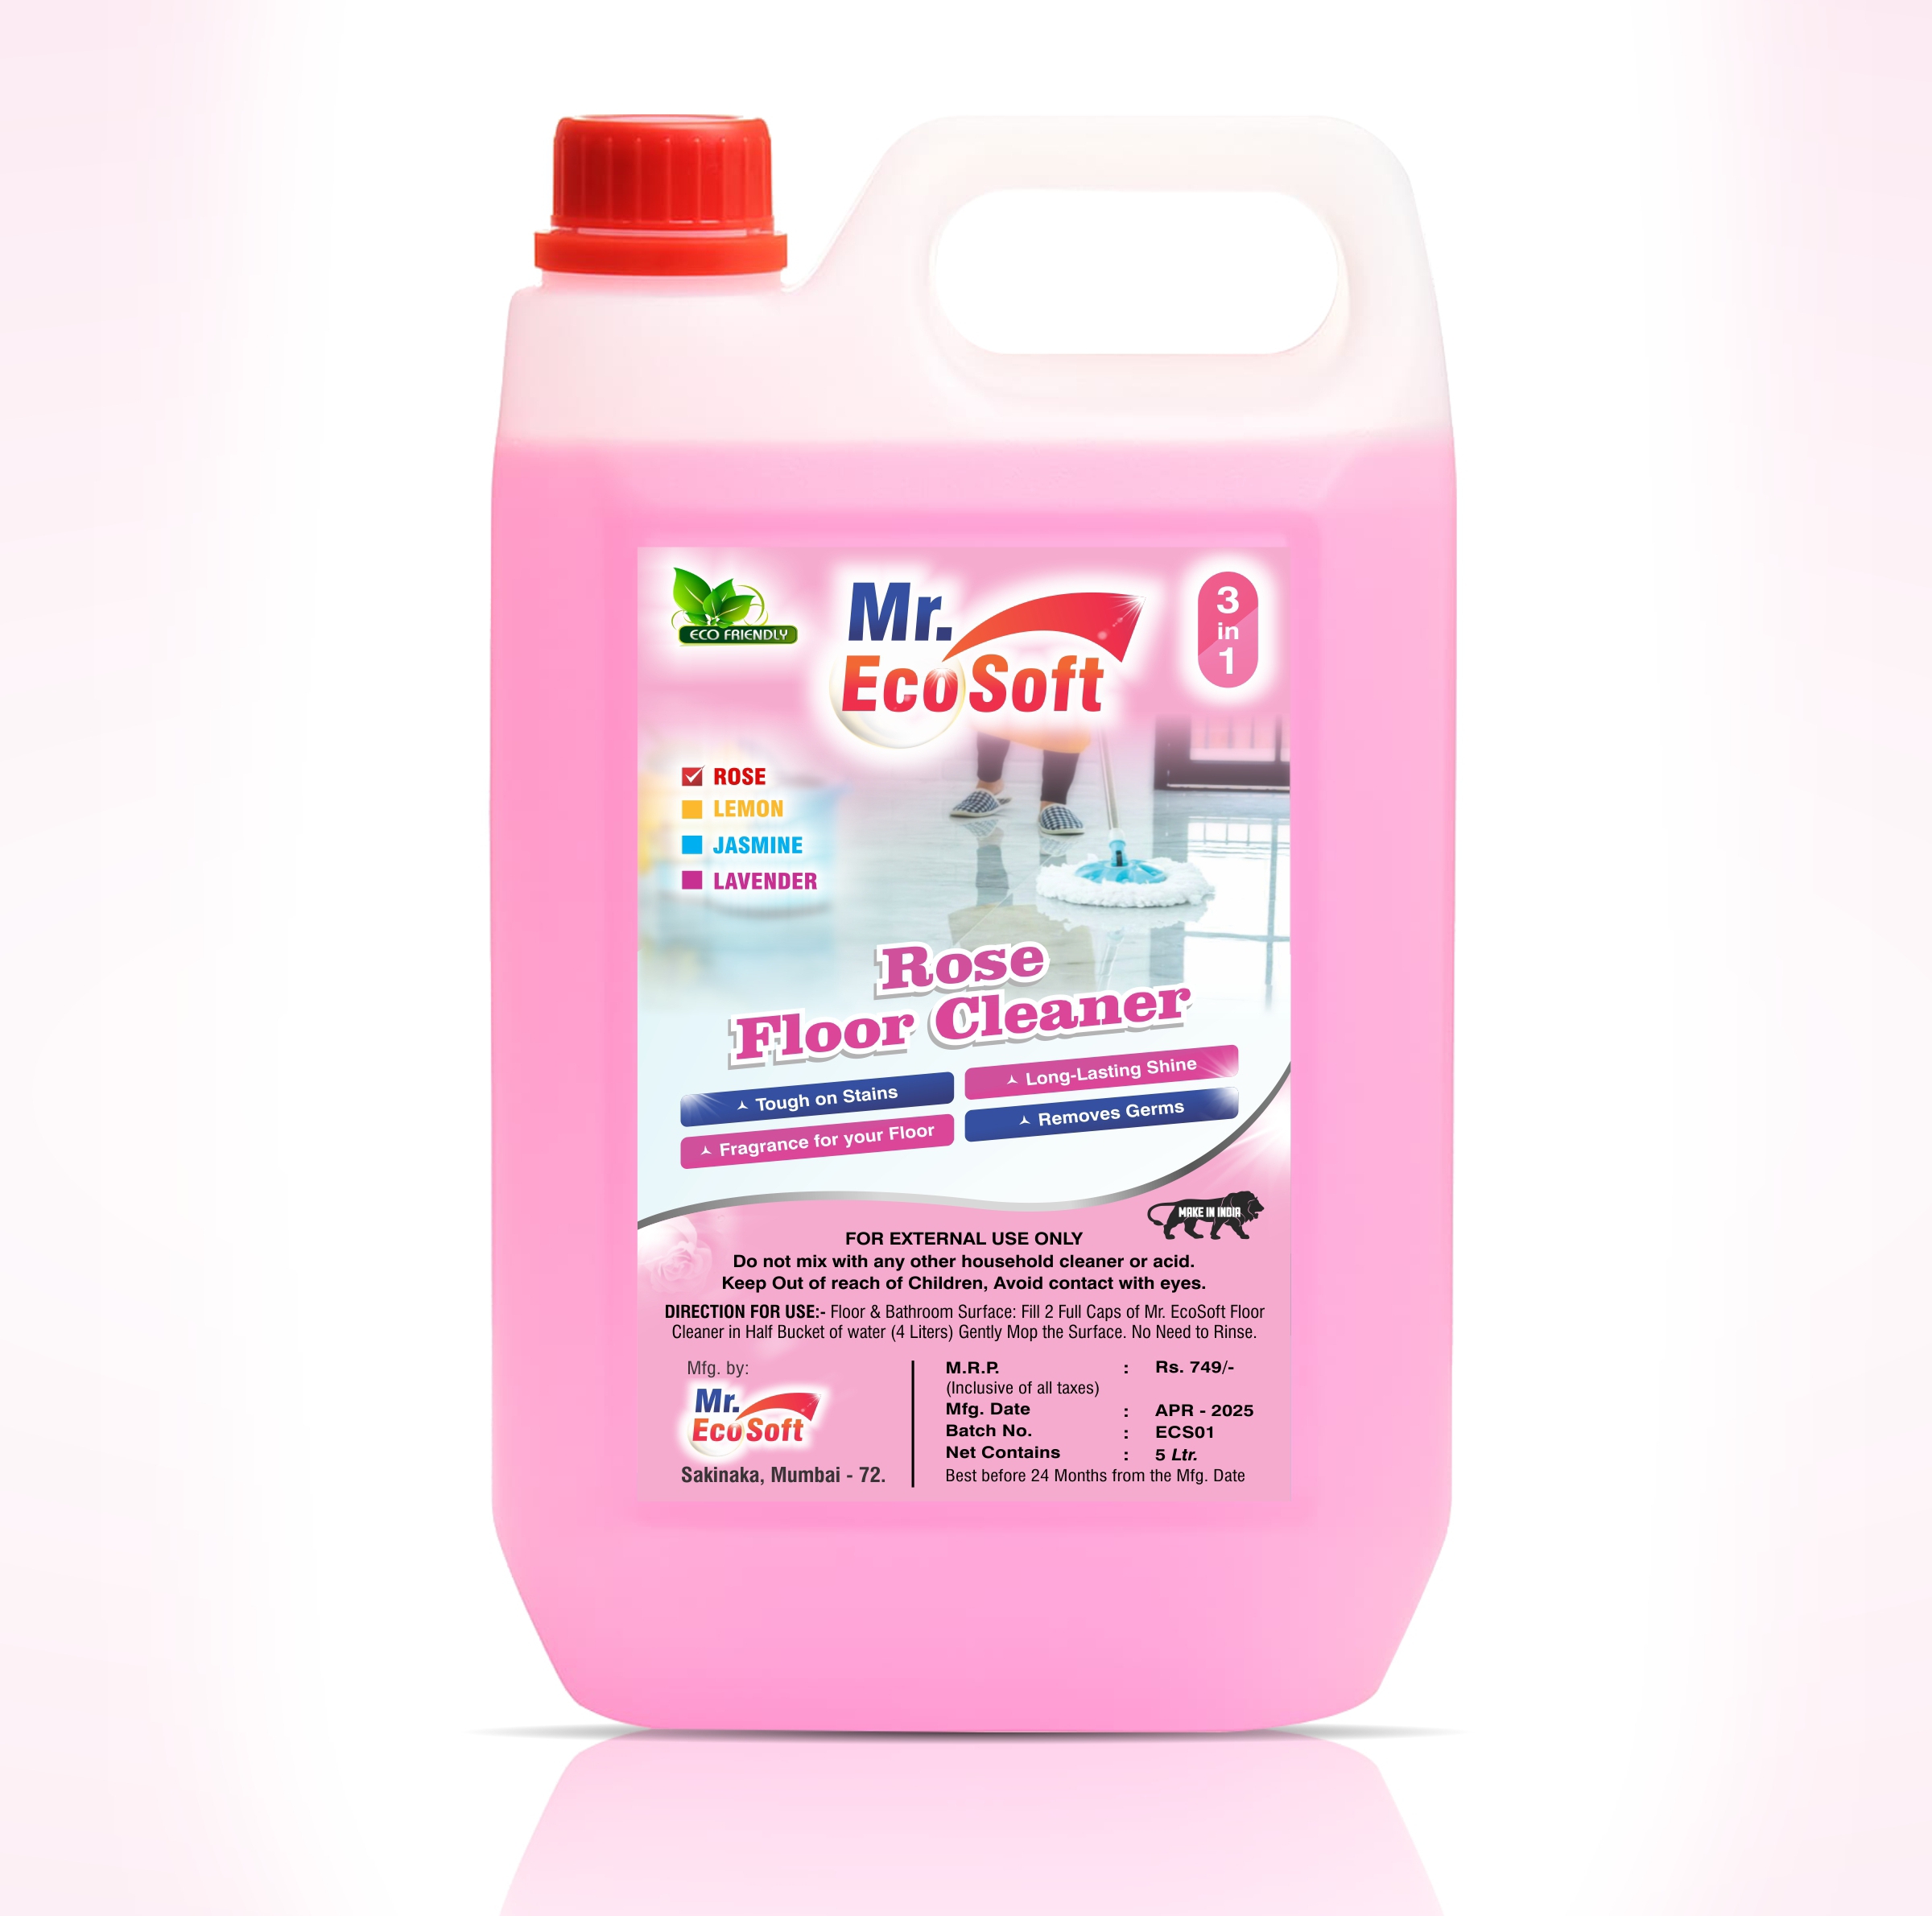 ECO FRIENDLY
Mr.
EcoSoft
3
in
1
ROSE
LEMON
JASMINE
LAVENDER
Rose
Floor Cleaner
Tough on Stains
Long-Lasting Shine
Fragrance for your Floor
Removes Germs
MAKE IN INDIA
FOR EXTERNAL USE ONLY
Do not mix with any other household cleaner or acid.
Keep Out of reach of Children, Avoid contact with eyes.
DIRECTION FOR USE:- Floor & Bathroom Surface: Fill 2 Full Caps of Mr. EcoSoft Floor
Cleaner in Half Bucket of water (4 Liters) Gently Mop the Surface. No Need to Rinse.
Mfg. by:
Mr.
EcoSoft
Sakinaka, Mumbai - 72.
M.R.P. : Rs. 749/-
(Inclusive of all taxes)
Mfg. Date : APR - 2025
Batch No. : ECS01
Net Contains : 5 Ltr.
Best before 24 Months from the Mfg. Date